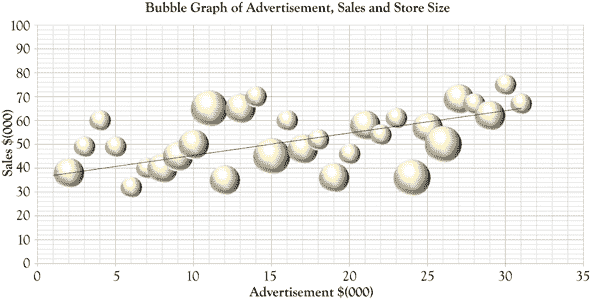 Bubble Graph of Advertisement, Sales and Store Size
100
90
80
70
60
50
40
30
20
10
0
Sales $(000)
0 5 10 15 20 25 30 35
Advertisement $(000)